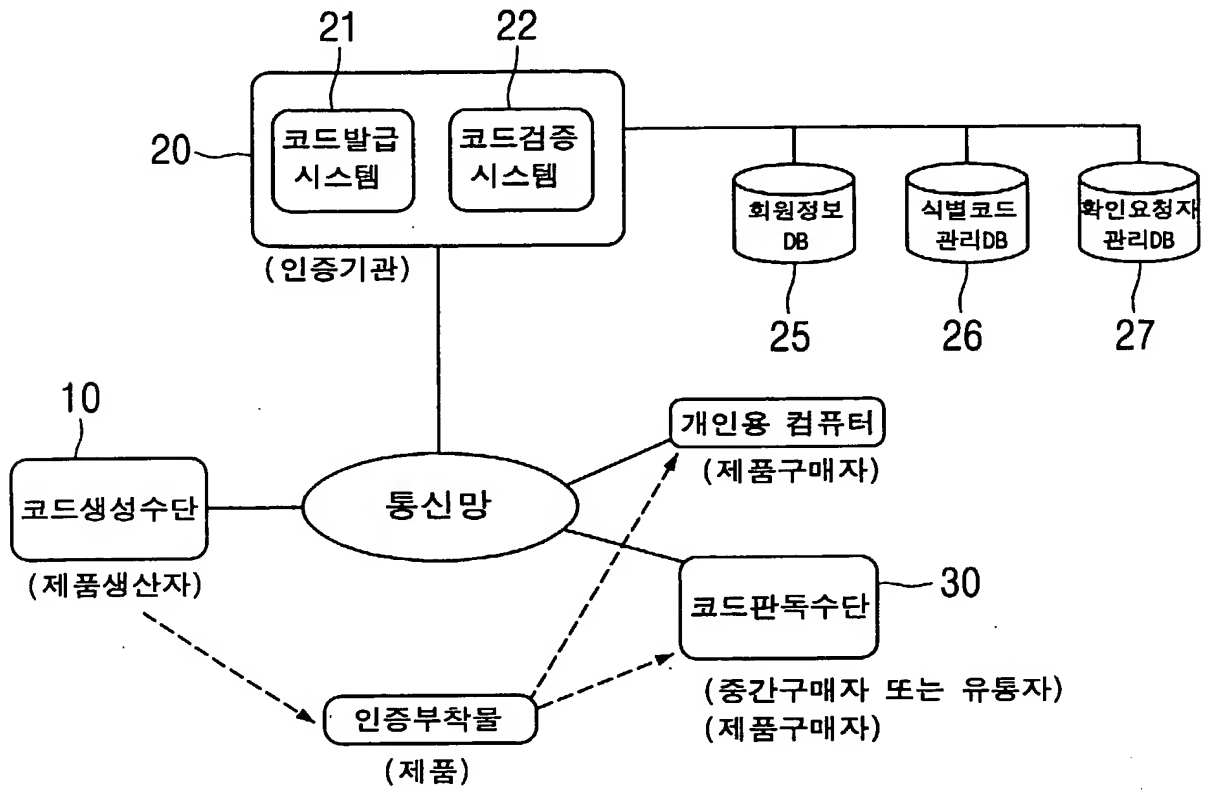 21
22
20
코드발급
시스템
코드검증
시스템
(인증기관)
회원정보
DB
식별코드
관리DB
확인요청자
관리DB
25
26
27
10
코드생성수단
(제품생산자)
통신망
개인용 컴퓨터
(제품구매자)
코드판독수단
30
(중간구매자 또는 유통자)
(제품구매자)
인증부착물
(제품)